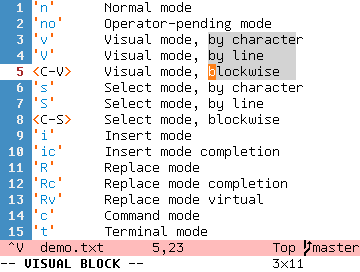 1 'n' Normal mode
2 'no' Operator-pending mode
3 'v' Visual mode, by character
4 'V' Visual mode, by line
5 <C-V> Visual mode, blockwise
6 's' Select mode, by character
7 'S' Select mode, by line
8 <C-S> Select mode, blockwise
9 'i' Insert mode
10 'ic' Insert mode completion
11 'R' Replace mode
12 'Rc' Replace mode completion
13 'Rv' Replace mode virtual
14 'c' Command mode
15 't' Terminal mode
^V demo.txt 5,23 Top master
-- VISUAL BLOCK -- 3×11